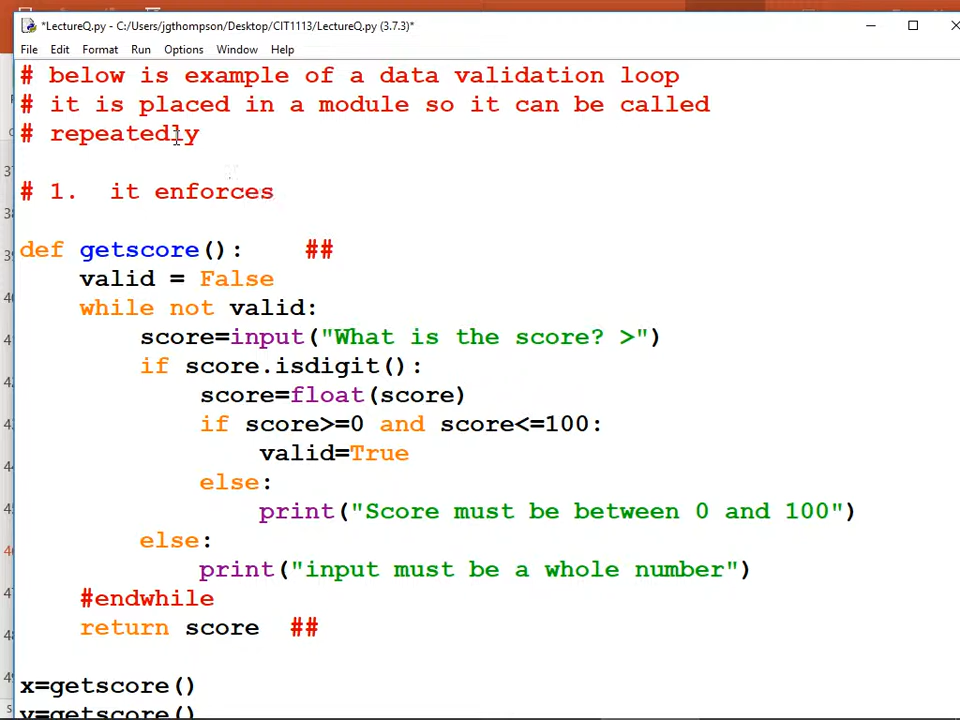 *LectureQ.py - C:/Users/jgthompson/Desktop/CIT1113/LectureQ.py (3.7.3)*
File Edit Format Run Options Window Help
# below is example of a data validation loop
# it is placed in a module so it can be called
# repeatedly
# 1.  it enforces
def getscore():    ##
    valid = False
    while not valid:
        score=input("What is the score? >")
        if score.isdigit():
            score=float(score)
            if score>=0 and score<=100:
                valid=True
            else:
                print("Score must be between 0 and 100")
        else:
            print("input must be a whole number")
    #endwhile
    return score  ##
x=getscore()
y=getscore()